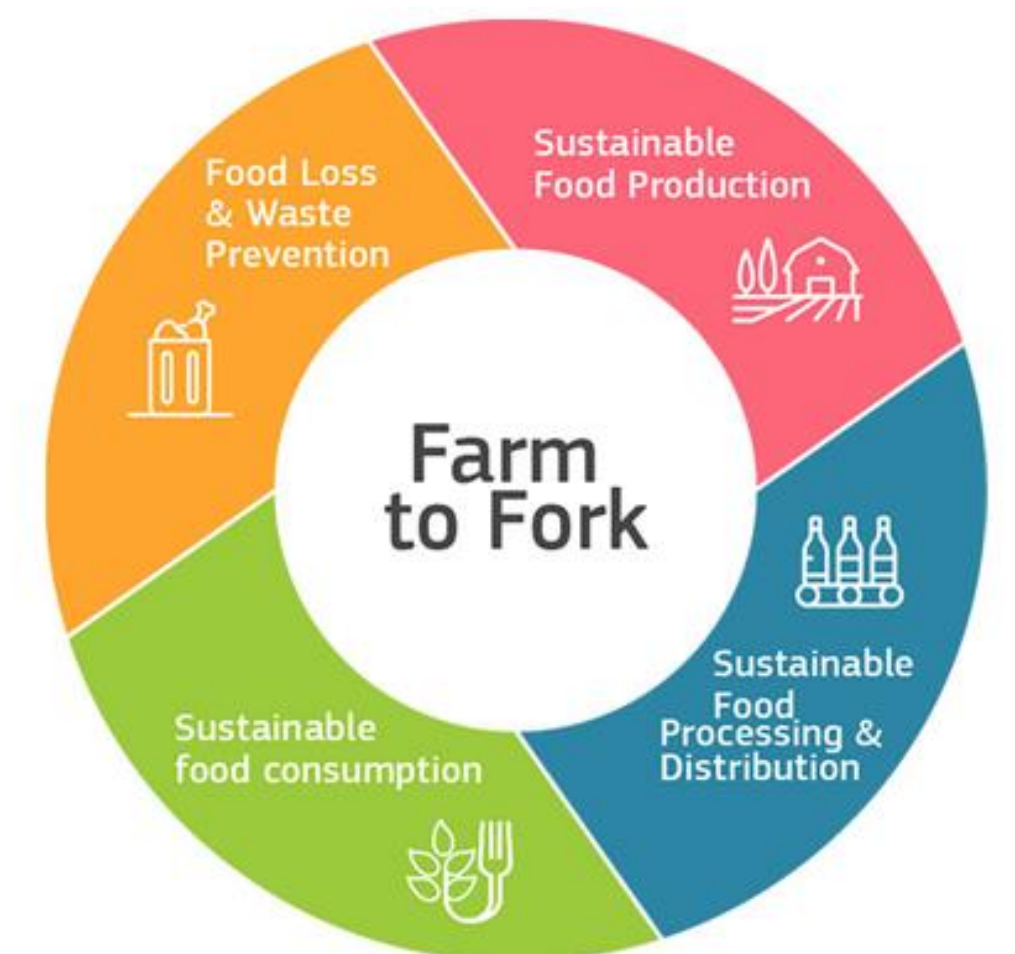 Farm
to Fork
Sustainable
Food Production
Sustainable
Food
Processing &
Distribution
Sustainable
food consumption
Food Loss
& Waste
Prevention